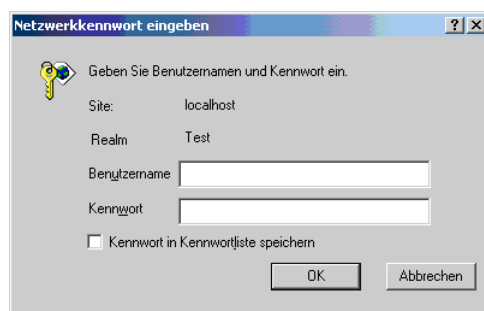 Netzwerkkennwort eingeben
Geben Sie Benutzernamen und Kennwort ein.
Site: localhost
Realm Test
Benutzername
Kennwort
Kennwort in Kennwortliste speichern
OK Abbrechen